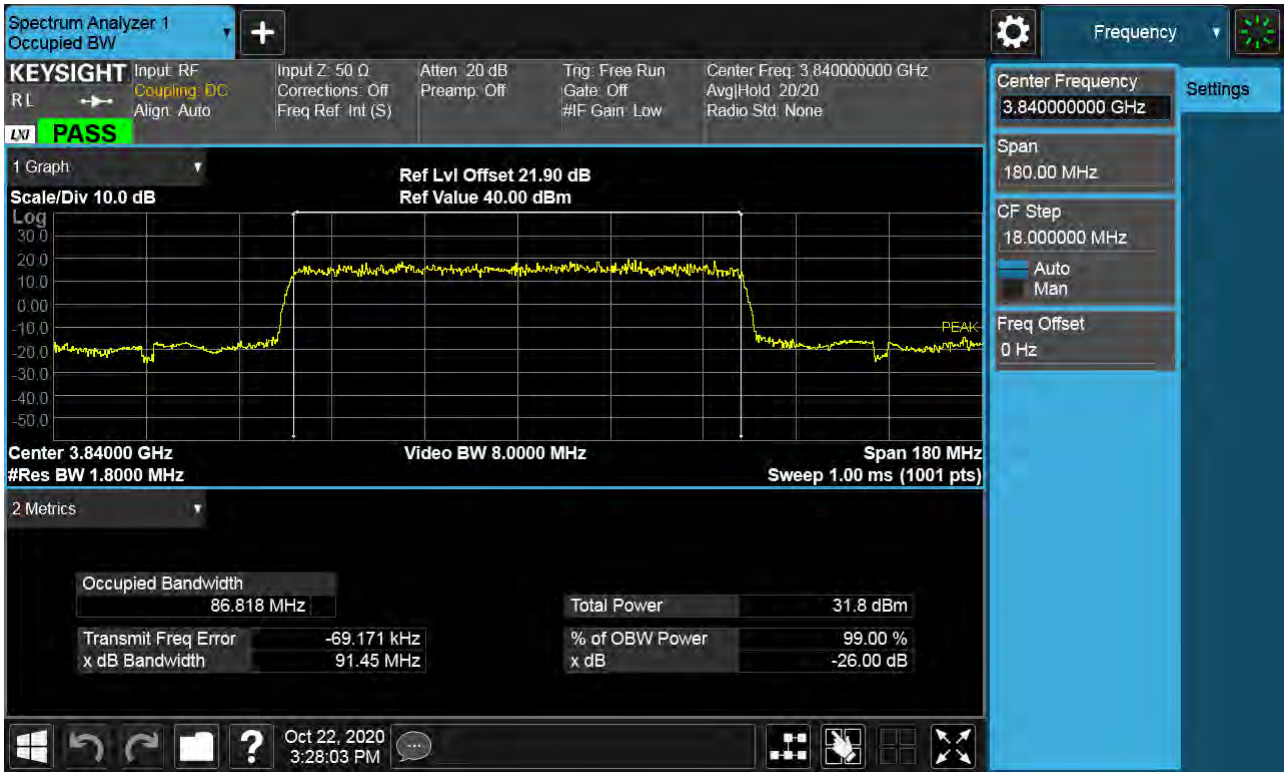 Spectrum Analyzer 1
Occupied BW
+
Frequency
KEYSIGHT
RL
LXI
PASS
Input: RF
Coupling: DC
Align: Auto
Input Z: 50 Ω
Corrections: Off
Freq Ref: Int (S)
Atten: 20 dB
Preamp: Off
Trig: Free Run
Gate: Off
#IF Gain: Low
Center Freq: 3.840000000 GHz
Avg|Hold: 20/20
Radio Std: None
Center Frequency
3.840000000 GHz
Settings
Span
180.00 MHz
CF Step
18.000000 MHz
Auto
Man
Freq Offset
0 Hz
1 Graph
Ref Lvl Offset 21.90 dB
Scale/Div 10.0 dB
Ref Value 40.00 dBm
Log
30.0
20.0
10.0
0.00
-10.0
PEAK
-20.0
-30.0
-40.0
-50.0
Center 3.84000 GHz
Video BW 8.0000 MHz
Span 180 MHz
#Res BW 1.8000 MHz
Sweep 1.00 ms (1001 pts)
2 Metrics
Occupied Bandwidth
86.818 MHz
Total Power 31.8 dBm
Transmit Freq Error -69.171 kHz
% of OBW Power 99.00 %
x dB Bandwidth 91.45 MHz
x dB -26.00 dB
?
Oct 22, 2020
3:28:03 PM